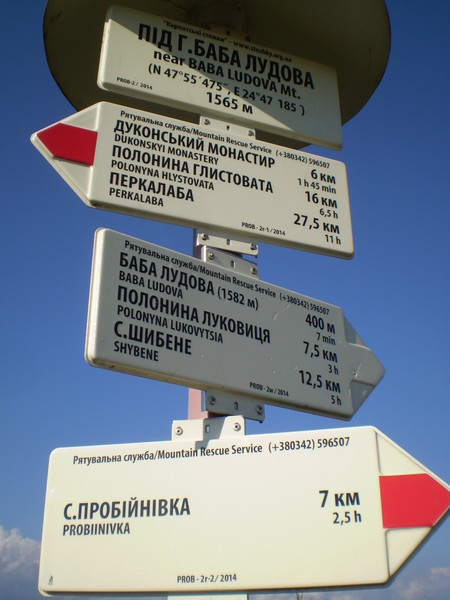 "Карпатські стежки" - www.stezhky.org.ua
ПІД Г.БАБА ЛУДОВА
near BABA LUDOVA Mt.
(N 47°55`475°, E 24°47`185`)
PROB-2 / 2014
1565 м
Рятувальна служба/Mountain Rescue Service (+380342) 596507
ДУКОНСЬКИЙ МОНАСТИР 6 км
DUKONSKYI MONASTERY 1 h 45 min
ПОЛОНИНА ГЛИСТОВАТА 16 км
POLONYNA HLYSTOVATA 6,5 h
ПЕРКАЛАБА 27,5 км
PERKALABA 11 h
PROB - 2г-1 / 2014
Рятувальна служба/Mountain Rescue Service (+380342) 596507
БАБА ЛУДОВА (1582 м) 400 м
BABA LUDOVA 7 min
ПОЛОНИНА ЛУКОВИЦЯ 7,5 км
POLONYNA LUKOVYTSIA 3 h
С.ШИБЕНЕ 12,5 км
SHYBENE 5 h
PROB - 2ж / 2014
Рятувальна служба/Mountain Rescue Service (+380342) 596507
С.ПРОБІЙНІВКА 7 км
PROBIINIVKA 2,5 h
PROB - 2г-2 / 2014